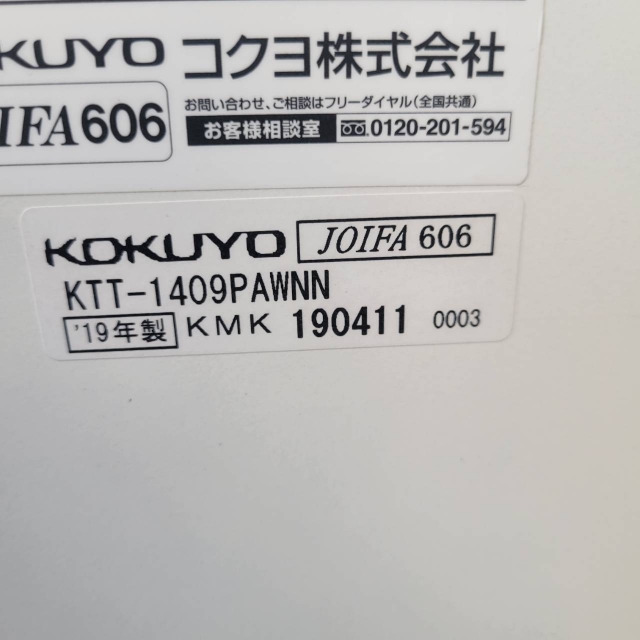 KUYO コクヨ株式会社
IFA606
お問い合わせ、ご相談はフリーダイヤル(全国共通)
お客様相談室 0120-201-594
KOKUYO JOIFA 606
KTT-1409PAWNN
'19年製 KMK 190411 0003